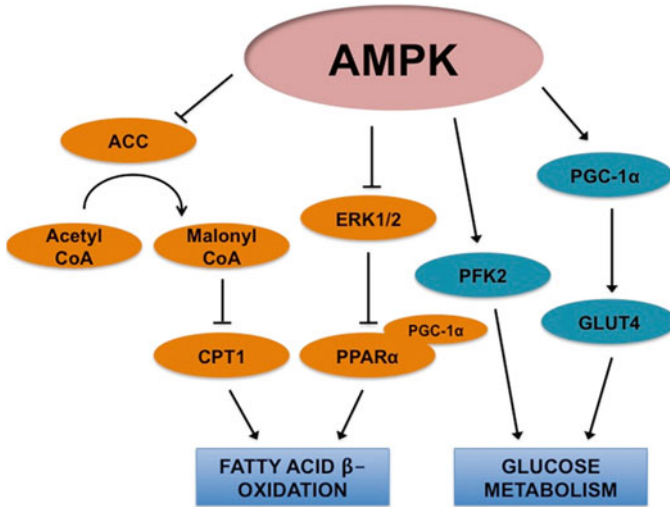 AMPK
ACC
PGC-1α
Acetyl
CoA
Malonyl
CoA
ERK1/2
PFK2
GLUT4
PGC-1α
CPT1
PPARα
FATTY ACID β–
OXIDATION
GLUCOSE
METABOLISM